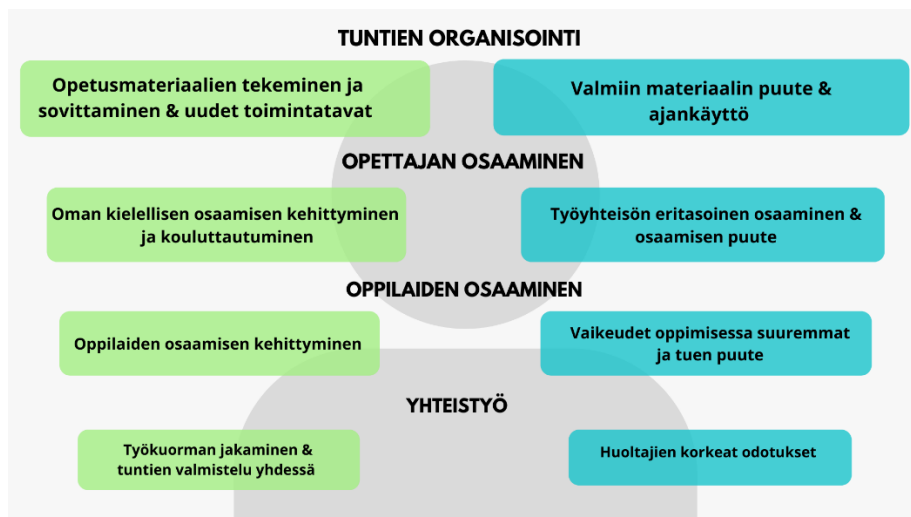 TUNTIEN ORGANISOINTI
Opetusmateriaalien tekeminen ja
sovittaminen & uudet toimintatavat
Valmiin materiaalin puute &
ajankäyttö
OPETTAJAN OSAAMINEN
Oman kielellisen osaamisen kehittyminen
ja kouluttautuminen
Työyhteisön eritasoinen osaaminen &
osaamisen puute
OPPILAIDEN OSAAMINEN
Oppilaiden osaamisen kehittyminen
Vaikeudet oppimisessa suuremmat
ja tuen puute
YHTEISTYÖ
Työkuorman jakaminen &
tuntien valmistelu yhdessä
Huoltajien korkeat odotukset